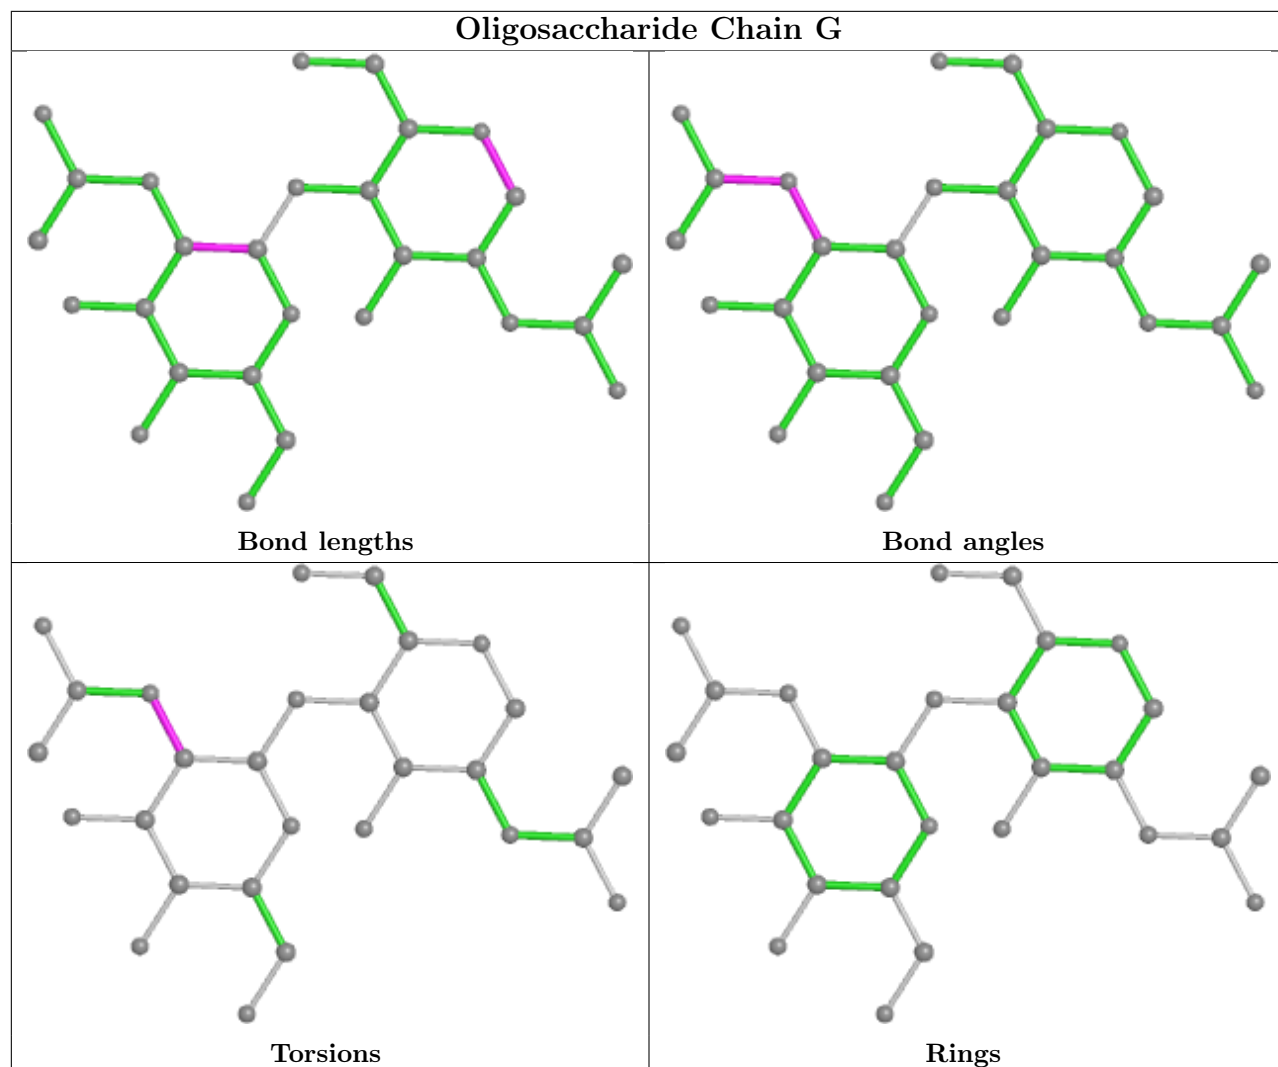 Oligosaccharide Chain G
Bond lengths
Bond angles
Torsions
Rings